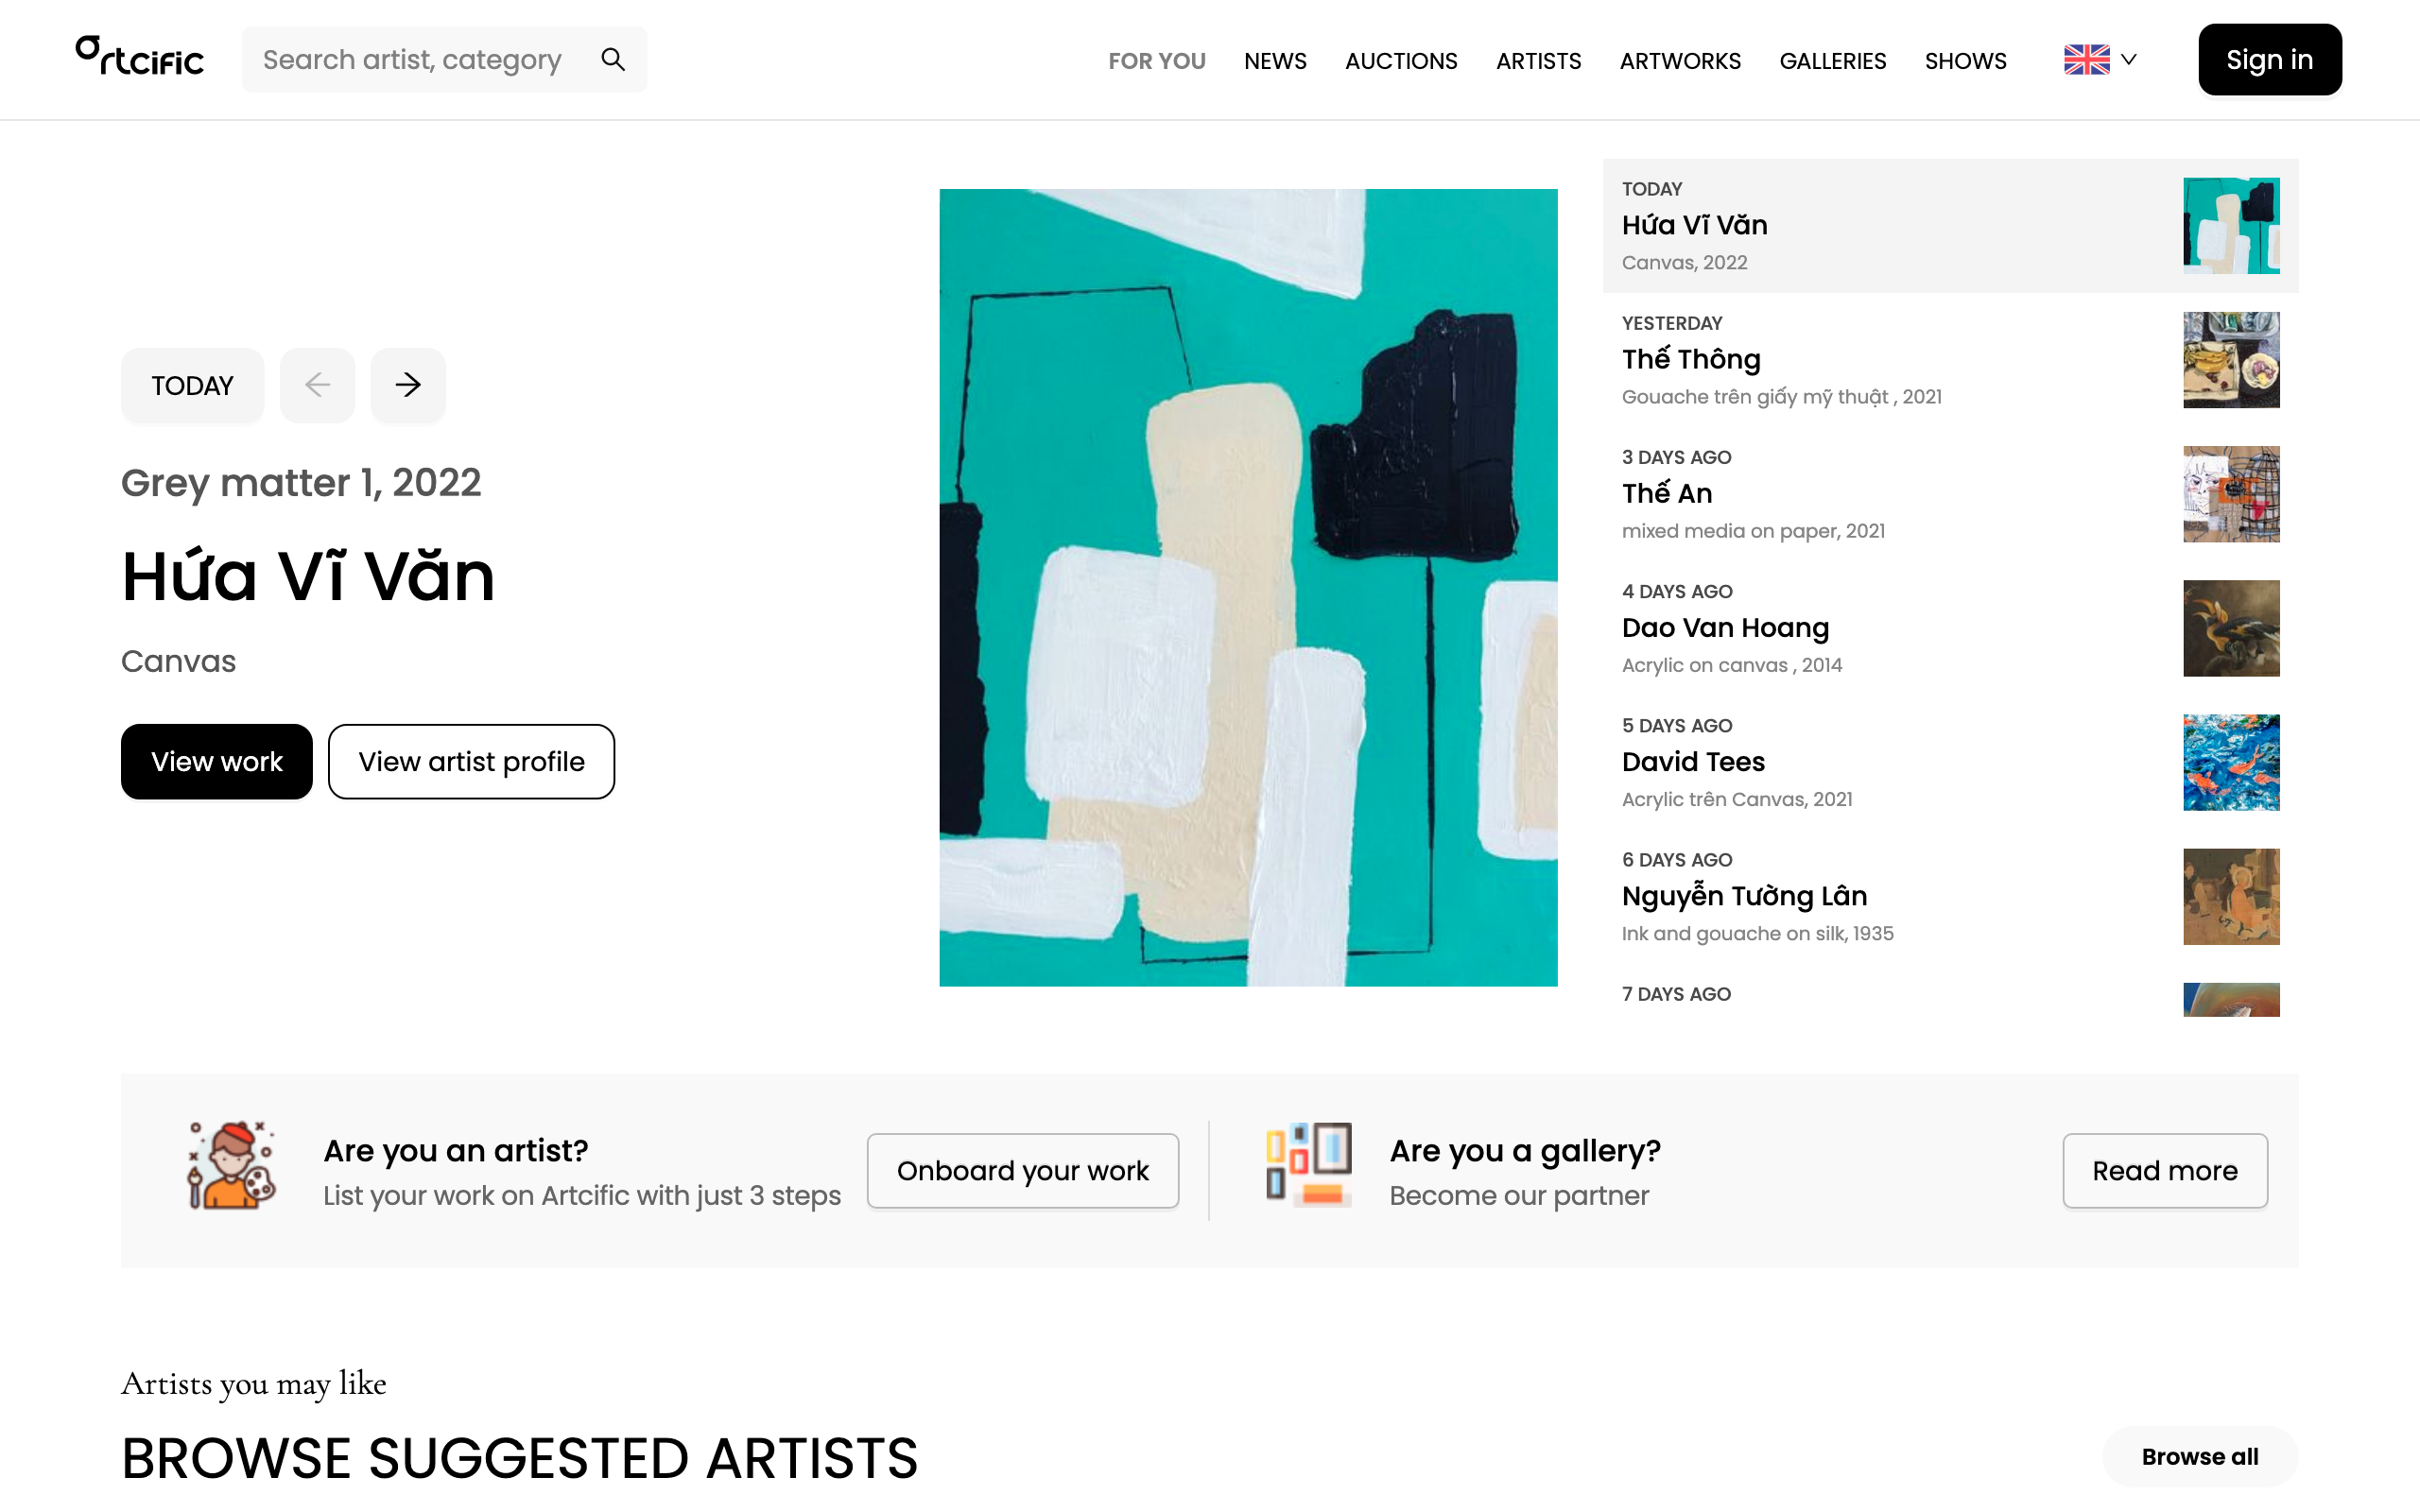 artcific
Search artist, category
FOR YOU
NEWS
AUCTIONS
ARTISTS
ARTWORKS
GALLERIES
SHOWS
Sign in
TODAY
Grey matter 1, 2022
Hứa Vĩ Văn
Canvas
View work
View artist profile
TODAY
Hứa Vĩ Văn
Canvas, 2022
YESTERDAY
Thế Thông
Gouache trên giấy mỹ thuật , 2021
3 DAYS AGO
Thế An
mixed media on paper, 2021
4 DAYS AGO
Dao Van Hoang
Acrylic on canvas , 2014
5 DAYS AGO
David Tees
Acrylic trên Canvas, 2021
6 DAYS AGO
Nguyễn Tường Lân
Ink and gouache on silk, 1935
7 DAYS AGO
Are you an artist?
List your work on Artcific with just 3 steps
Onboard your work
Are you a gallery?
Become our partner
Read more
Artists you may like
BROWSE SUGGESTED ARTISTS
Browse all